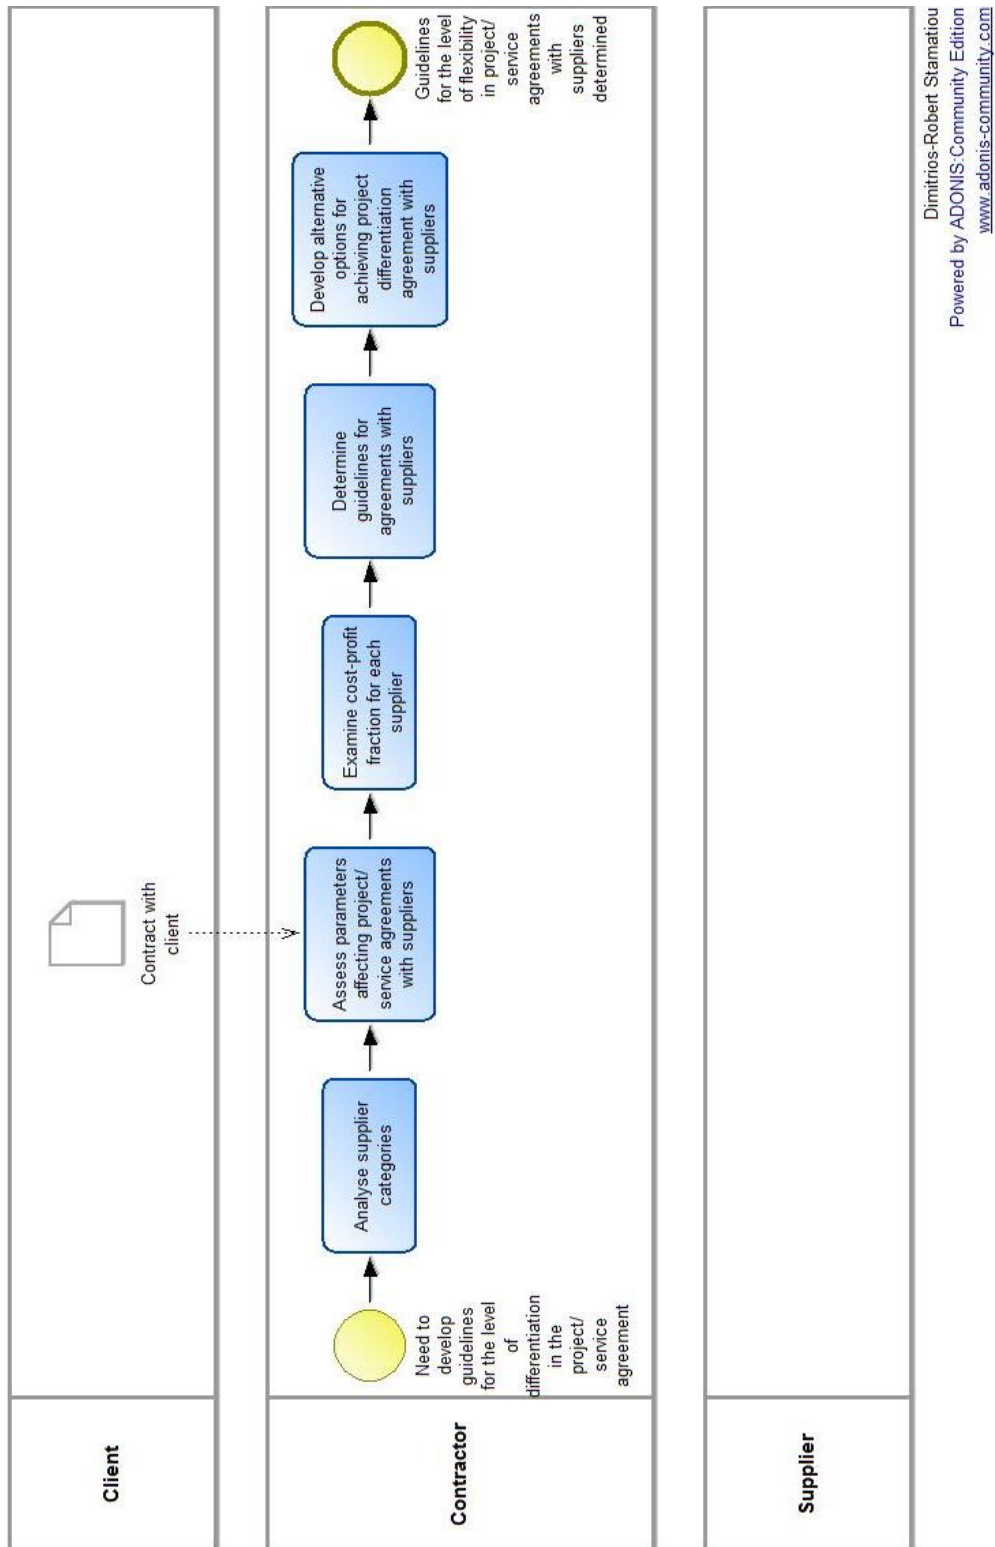 Client
Contract with
client
Contractor
Need to
develop
guidelines
for the level
of
differentiation
in the
project/
service
agreement
Analyse supplier
categories
Assess parameters
affecting project/
service agreements
with suppliers
Examine cost-profit
fraction for each
supplier
Determine
guidelines for
agreements with
suppliers
Develop alternative
options for
achieving project
differentiation
agreement with
suppliers
Guidelines
for the level
of flexibility
in project/
service
agreements
with
suppliers
determined
Supplier
Dimitrios-Robert Stamatiou
Powered by ADONIS:Community Edition
www.adonis-community.com